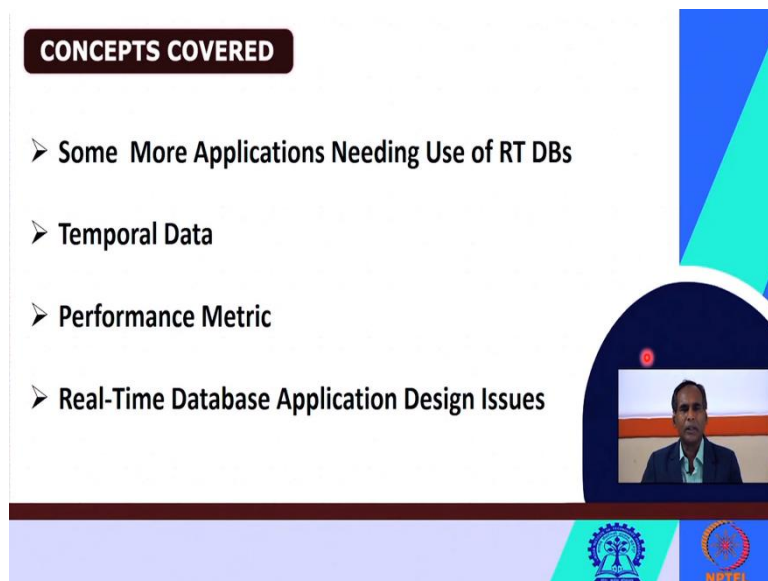 CONCEPTS COVERED
➢ Some More Applications Needing Use of RT DBs
➢ Temporal Data
➢ Performance Metric
➢ Real-Time Database Application Design Issues
NPTEL